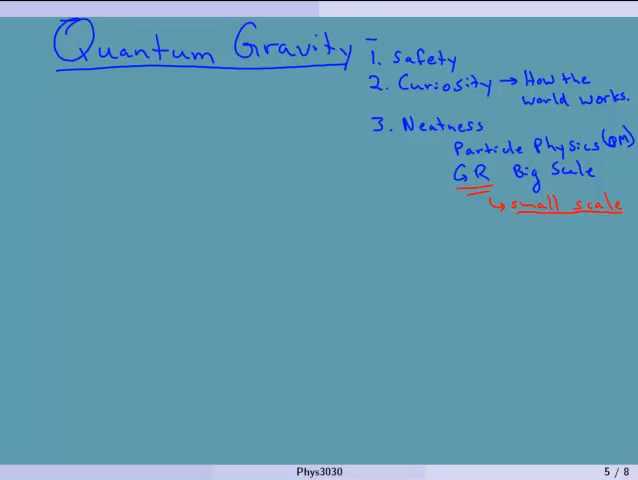 Quantum Gravity -
1. Safety
2. Curiosity → How the
world works.
3. Neatness
Particle Physics (QM)
GR Big Scale
↳ small scale
Phys3030
5 / 8